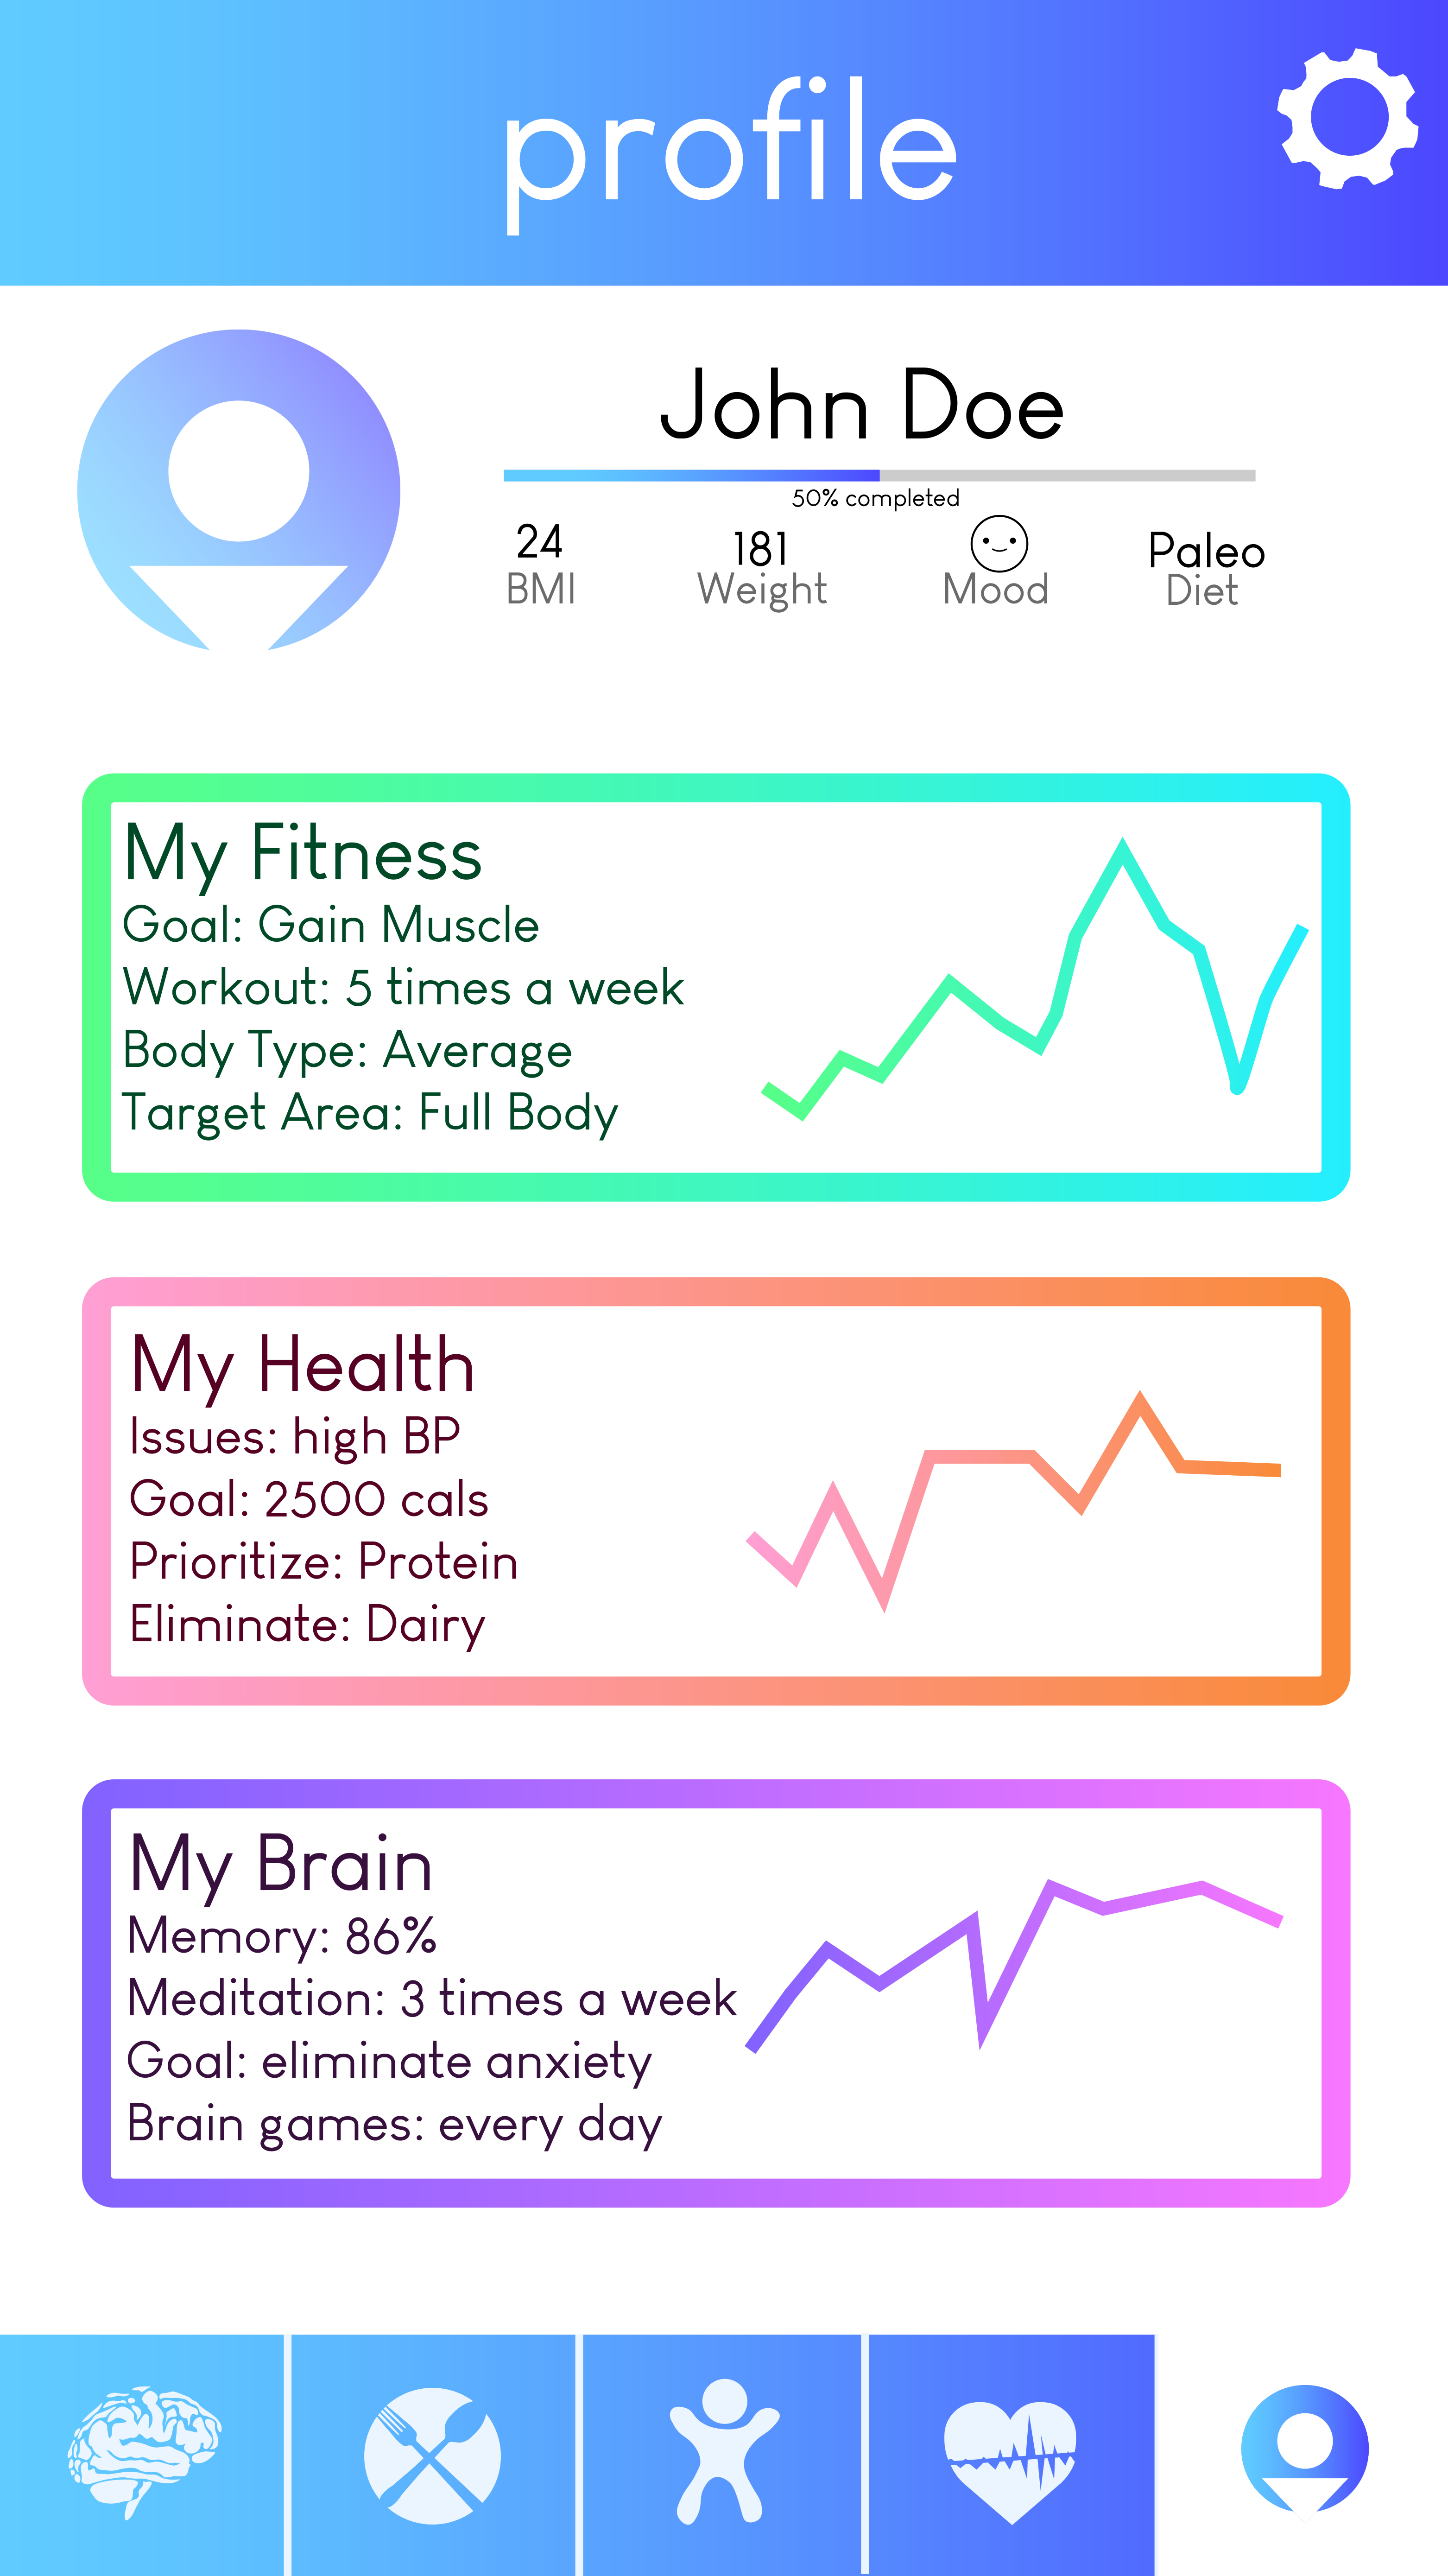 profile
John Doe
50% completed
24 181 Paleo
BMI Weight Mood Diet
My Fitness
Goal: Gain Muscle
Workout: 5 times a week
Body Type: Average
Target Area: Full Body
My Health
Issues: high BP
Goal: 2500 cals
Prioritize: Protein
Eliminate: Dairy
My Brain
Memory: 86%
Meditation: 3 times a week
Goal: eliminate anxiety
Brain games: every day